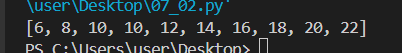 \user\Desktop\07_02.py'
[6, 8, 10, 10, 12, 14, 16, 18, 20, 22]
PS C:\Users\user\Desktop>